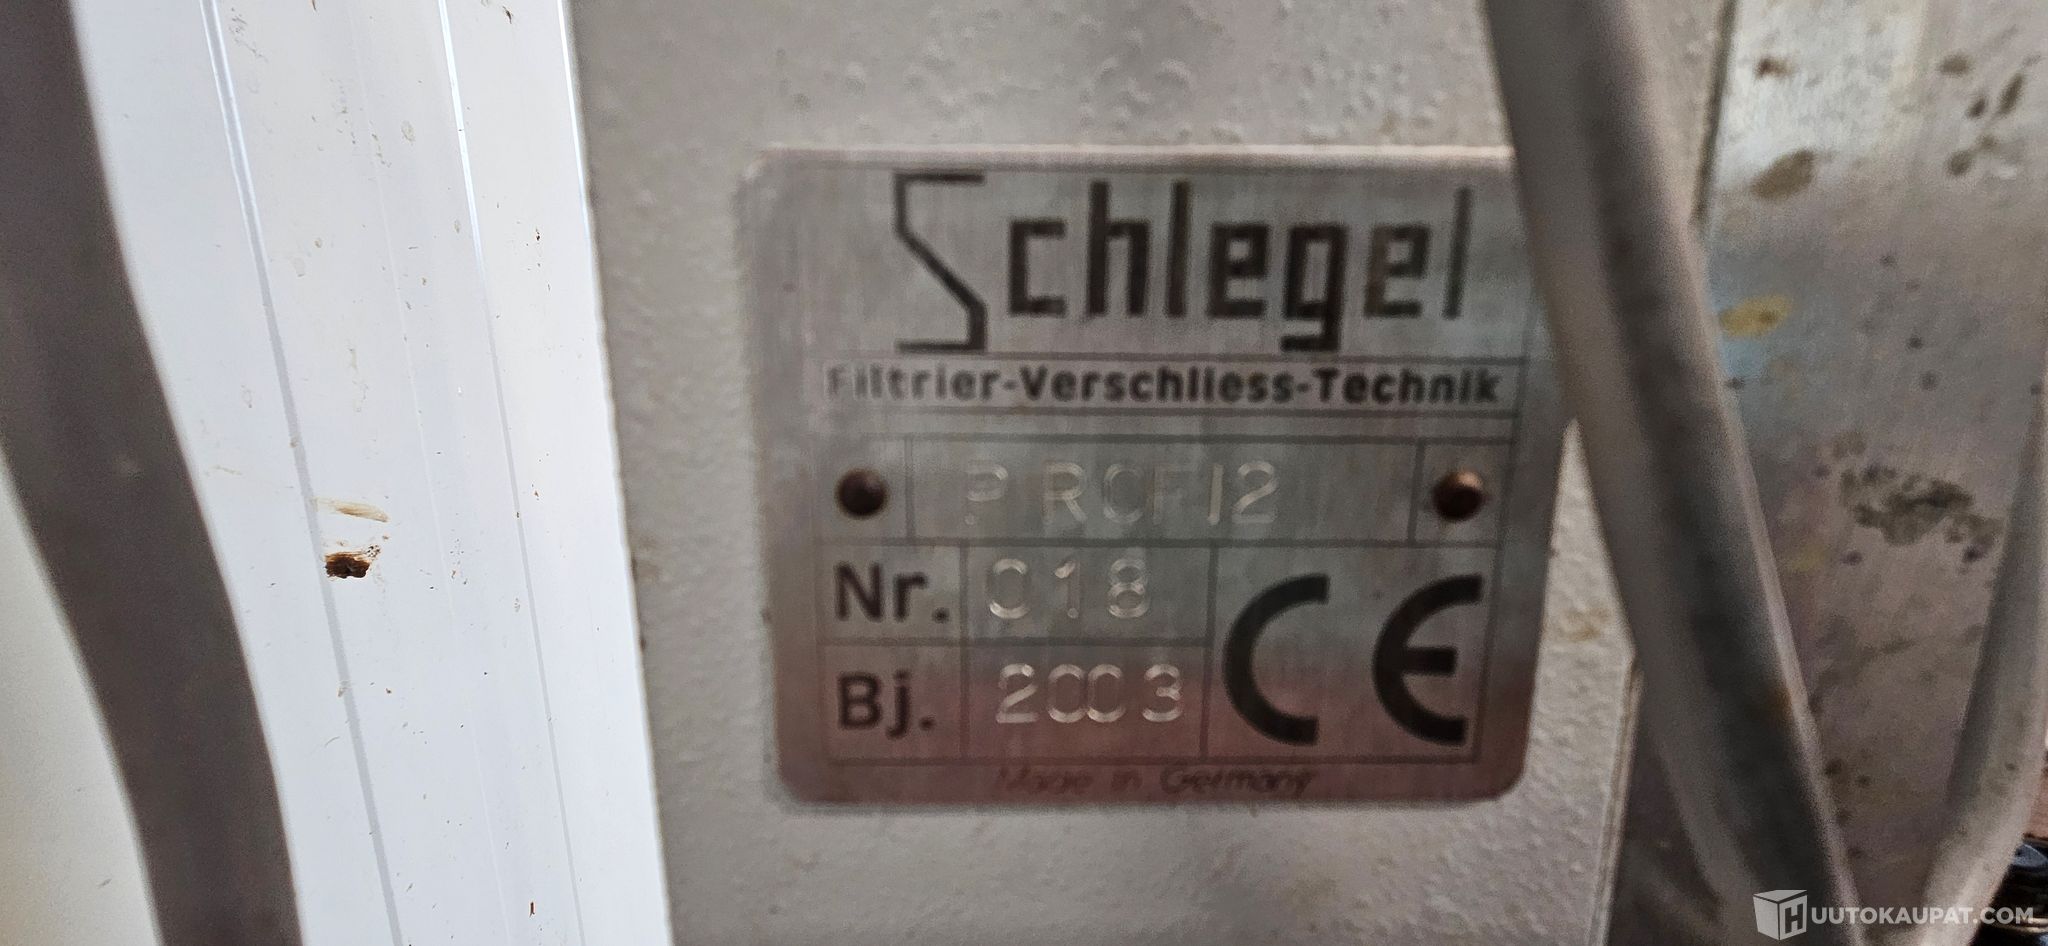 Schlegel
Filtrier-Verschliess-Technik
P RCF12
Nr. 018
Bj. 2003
CE
Made in Germany
HUUTOKAUPAT.COM